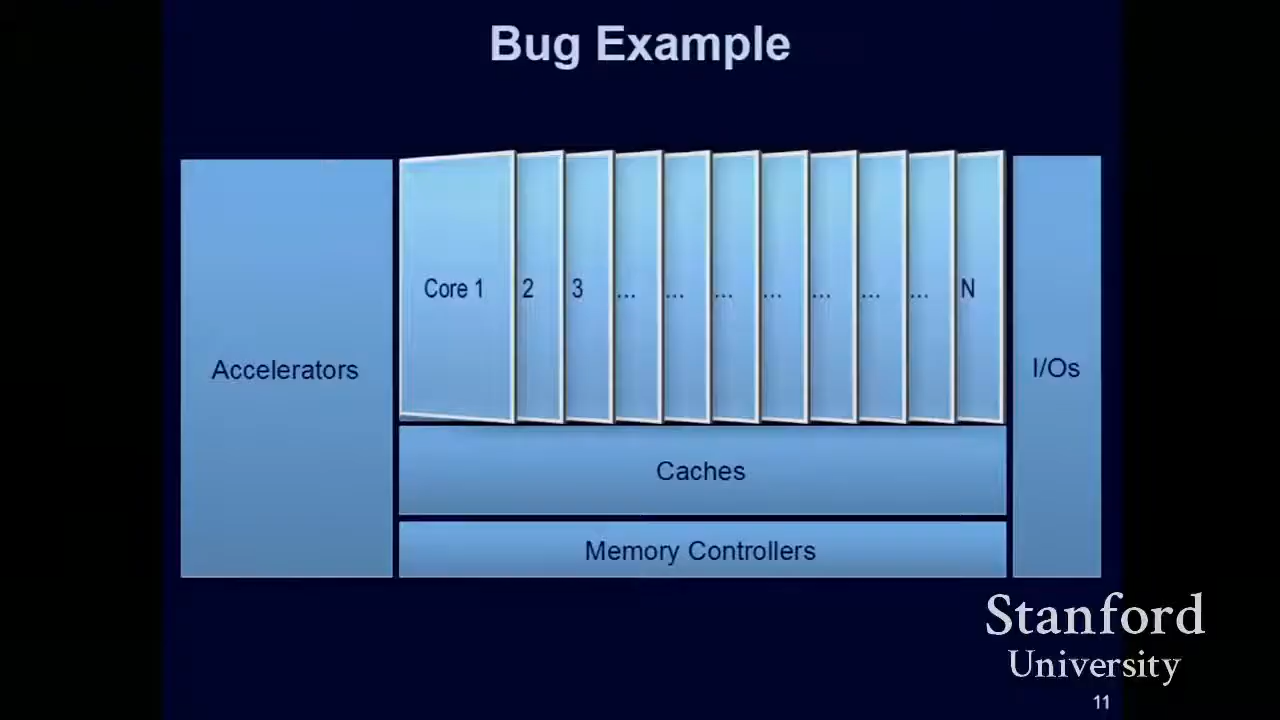 Bug Example
Core 1 2 3 ... ... ... ... ... ... ... N
Accelerators
I/Os
Caches
Memory Controllers
Stanford
University
11